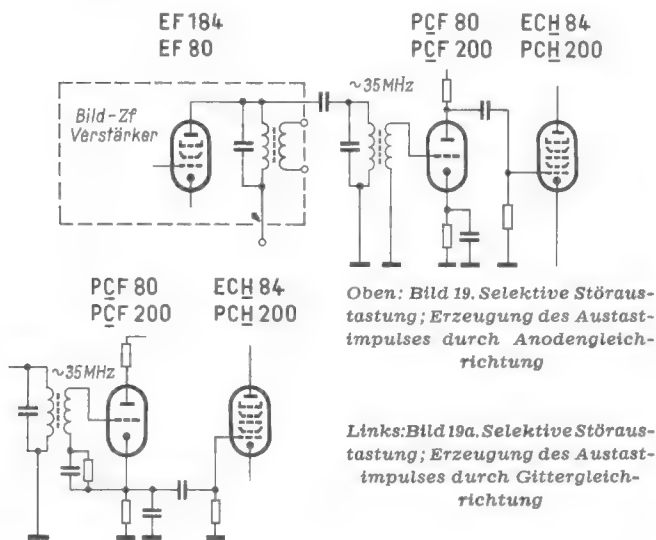 EF 184
EF 80
PCF 80
PCF 200
ECH 84
PCH 200
Bild-Zf
Verstärker
~35MHz
Oben: Bild 19. Selektive Störaus-
tastung; Erzeugung des Austast-
impulses durch Anodengleich-
richtung
PCF 80
PCF 200
ECH 84
PCH 200
~35MHz
Links: Bild 19a. Selektive Störaus-
tastung; Erzeugung des Austast-
impulses durch Gittergleich-
richtung